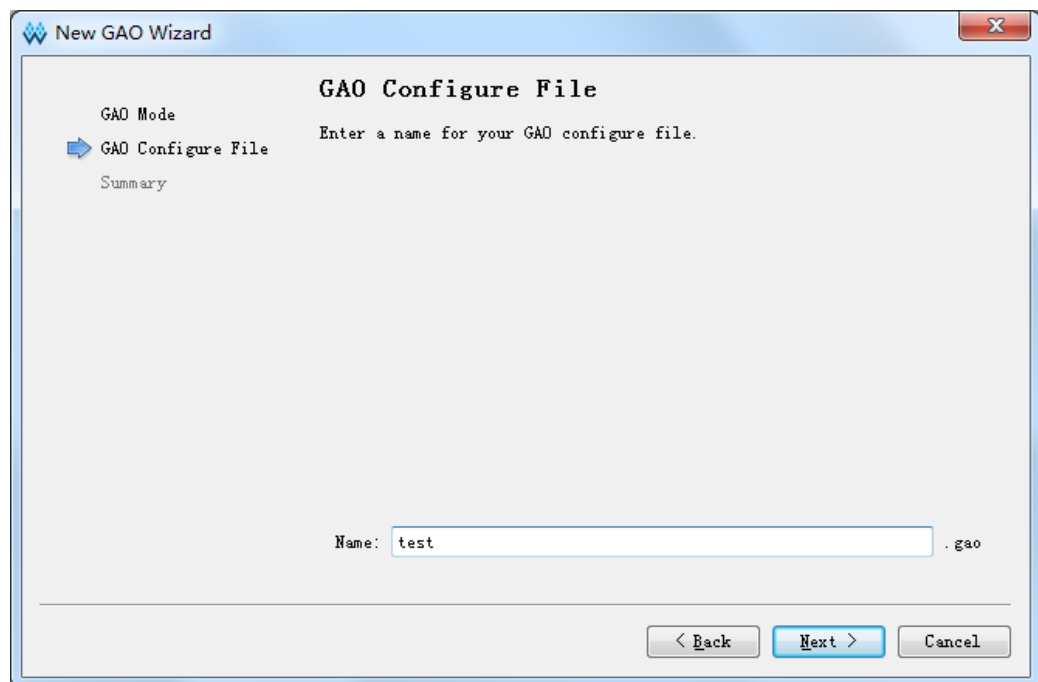 New GAO Wizard
GAO Mode
GAO Configure File
Summary
GAO Configure File
Enter a name for your GAO configure file.
Name: test .gao
< Back Next > Cancel